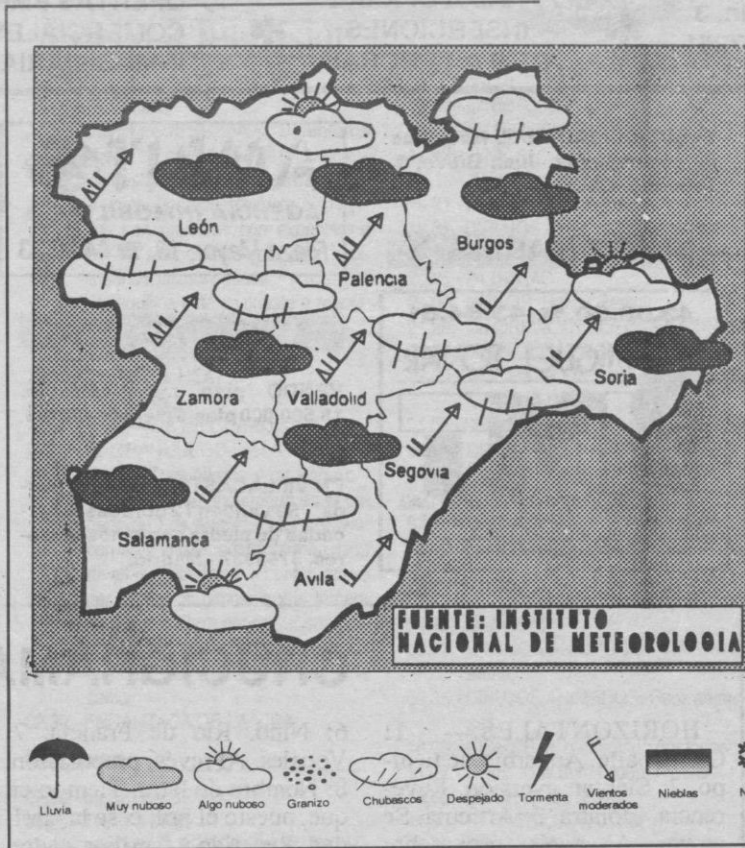 León
Burgos
Palencia
Zamora
Valladolid
Soria
Segovia
Salamanca
Avila
FUENTE: INSTITUTO
NACIONAL DE METEOROLOGIA
Lluvia
Muy nuboso
Algo nuboso
Granizo
Chubascos
Despejado
Tormenta
Vientos
moderados
Nieblas